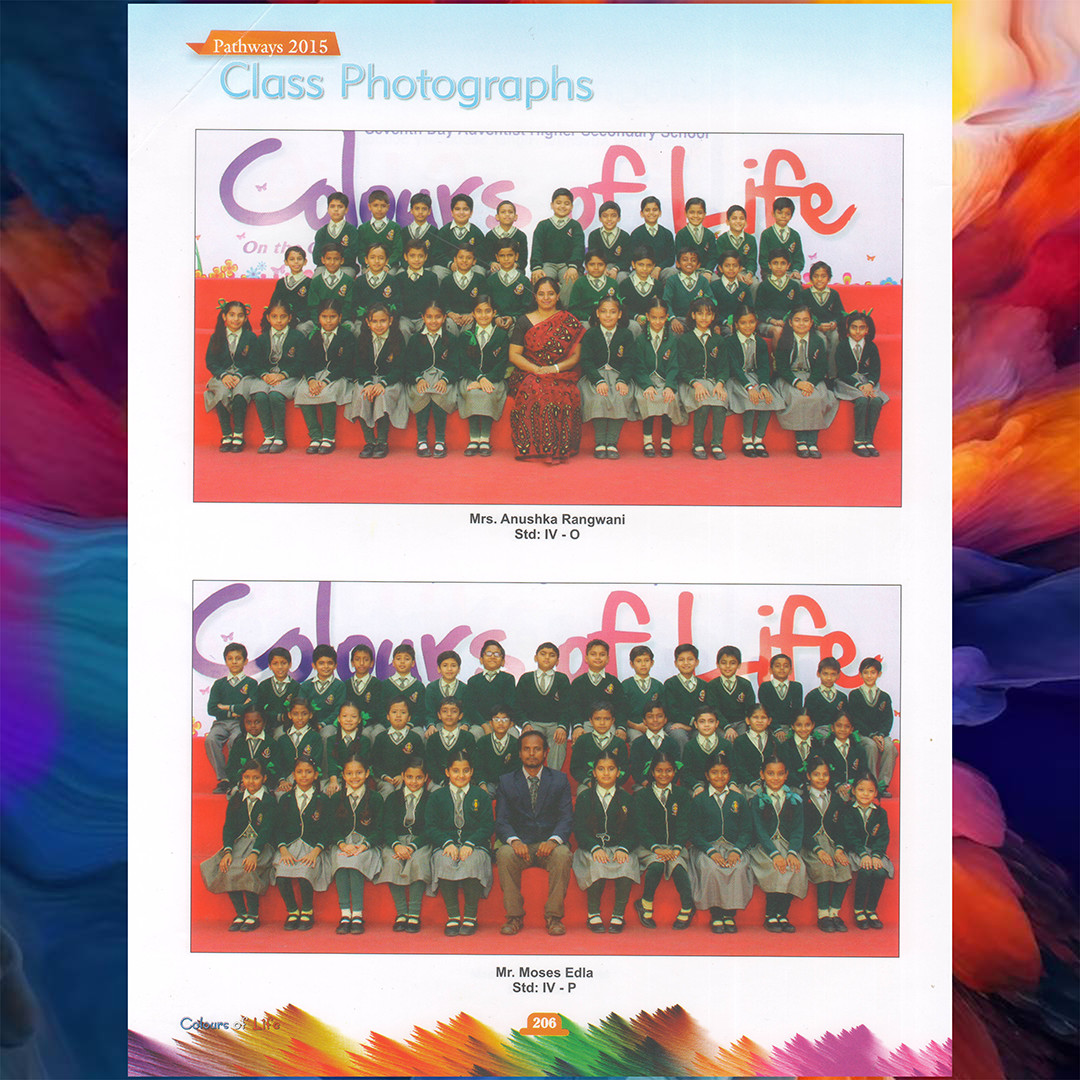 Pathways 2015
Class Photographs
Seventh Day Adventist Higher Secondary School
Colours of Life
On the
Mrs. Anushka Rangwani
Std: IV - O
Colours of Life
Mr. Moses Edla
Std: IV - P
Colours of Life
206